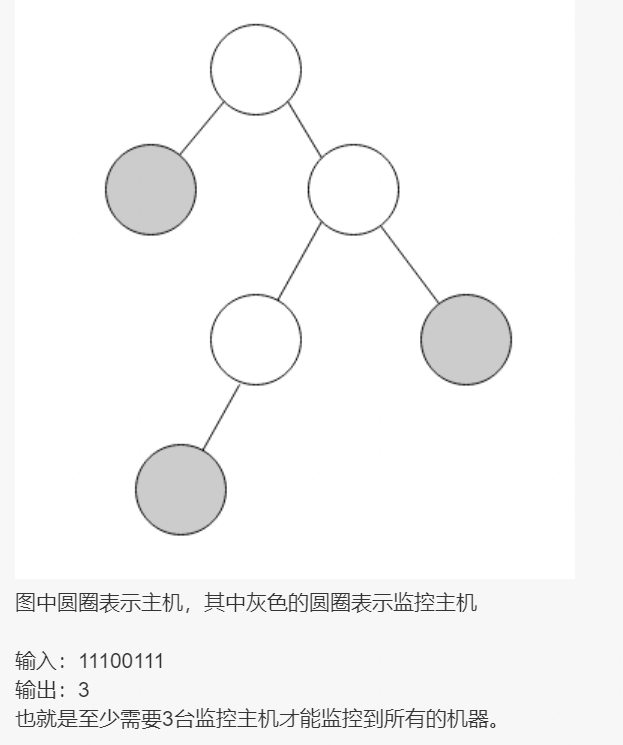 图中圆圈表示主机，其中灰色的圆圈表示监控主机
输入：11100111
输出：3
也就是至少需要3台监控主机才能监控到所有的机器。